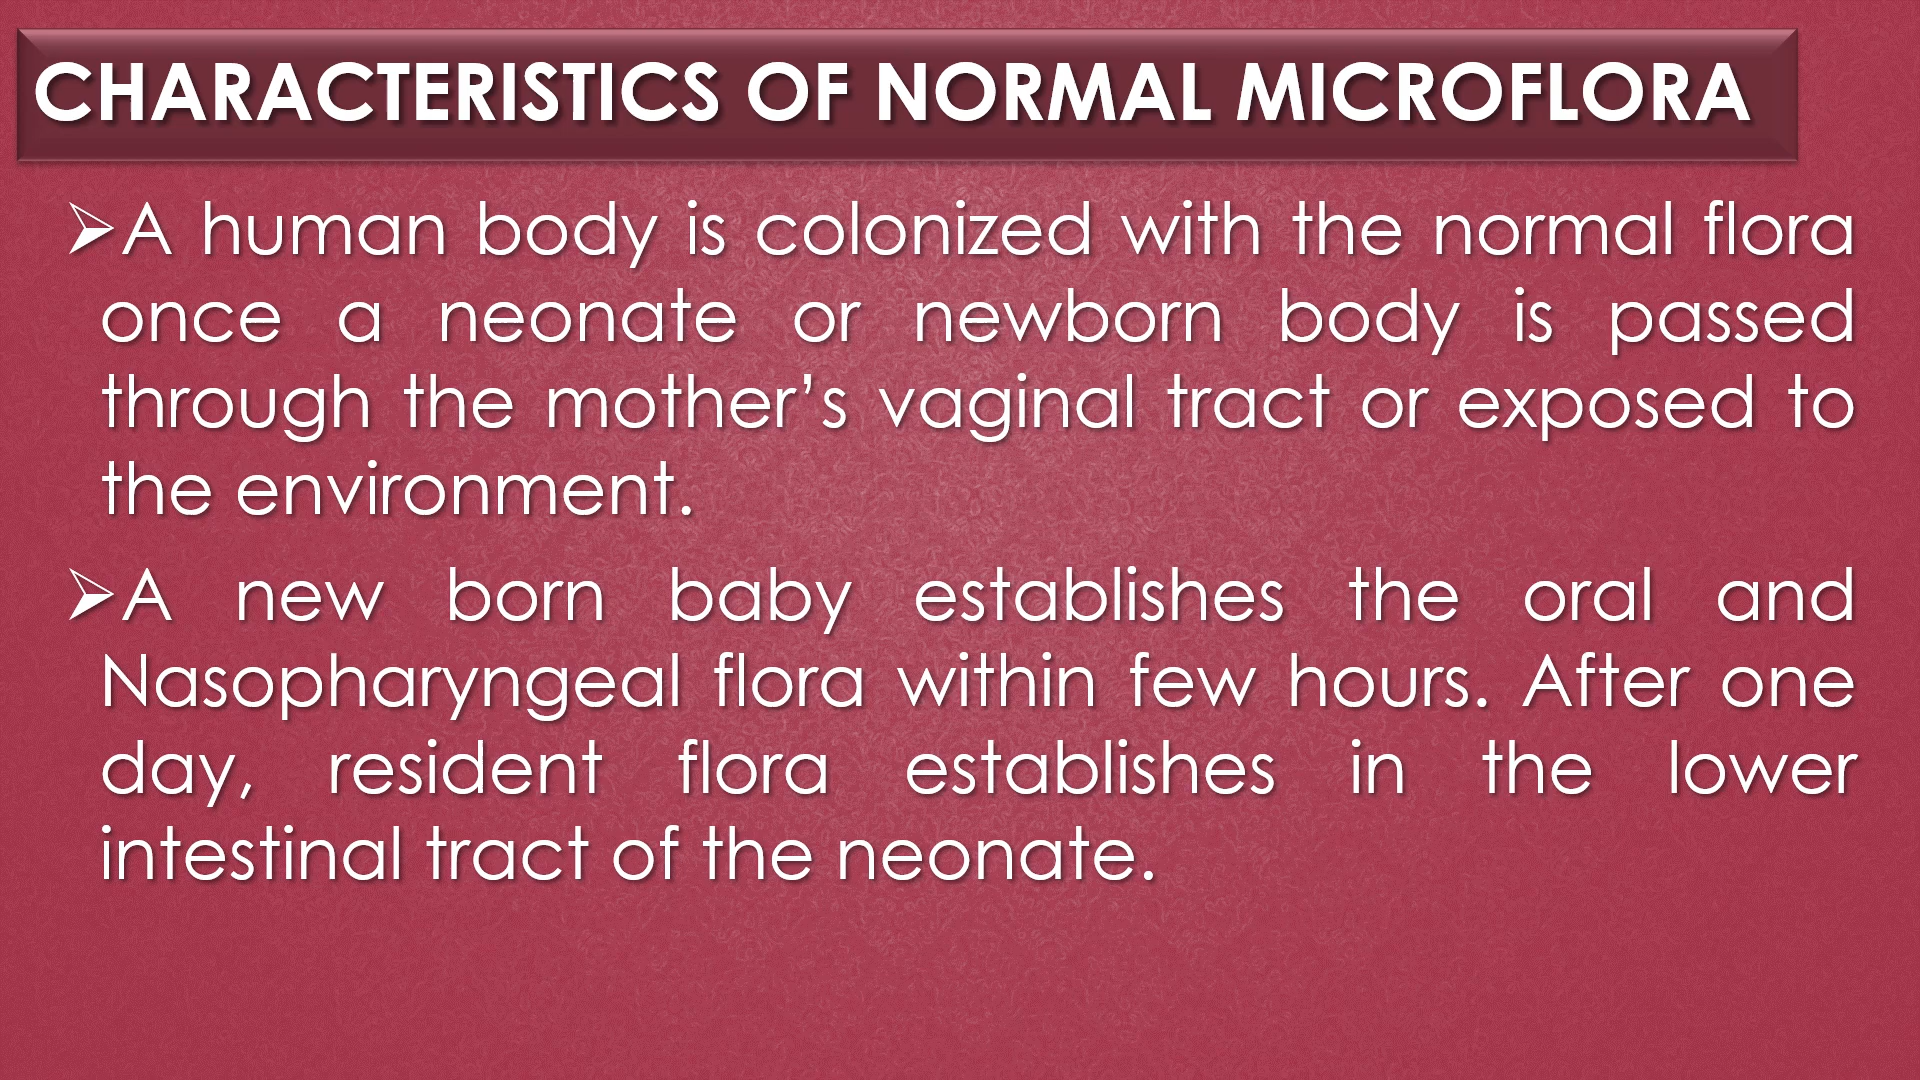 CHARACTERISTICS OF NORMAL MICROFLORA
➢A human body is colonized with the normal flora
once a neonate or newborn body is passed
through the mother’s vaginal tract or exposed to
the environment.
➢A new born baby establishes the oral and
Nasopharyngeal flora within few hours. After one
day, resident flora establishes in the lower
intestinal tract of the neonate.